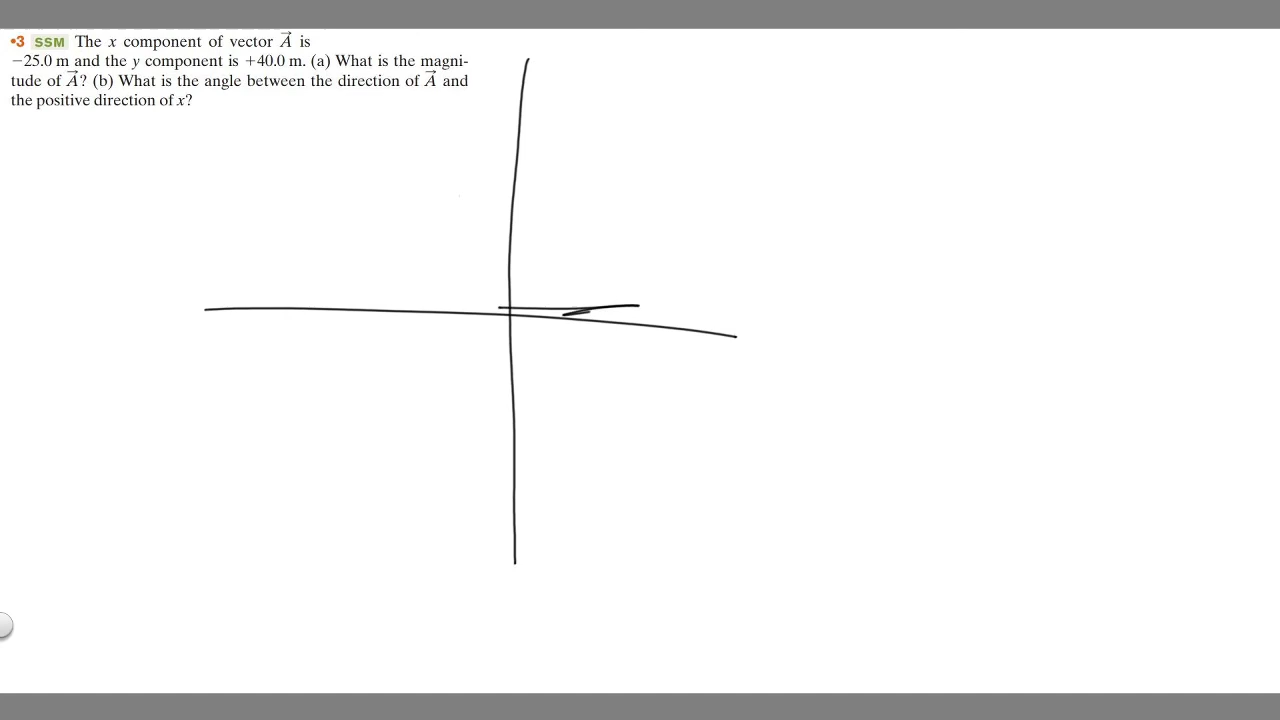 •3 SSM The x component of vector A⃗ is
−25.0 m and the y component is +40.0 m. (a) What is the magni-
tude of A⃗? (b) What is the angle between the direction of A⃗ and
the positive direction of x?